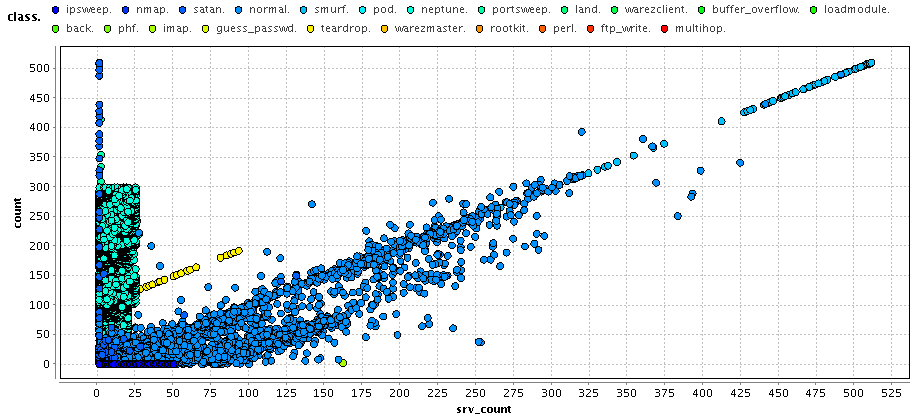 class.
ipsweep. nmap. satan. normal. smurf. pod. neptune. portsweep. land. warezclient. buffer_overflow. loadmodule.
back. phf. imap. guess_passwd. teardrop. warezmaster. rootkit. perl. ftp_write. multihop.
count
500
450
400
350
300
250
200
150
100
50
0
0 25 50 75 100 125 150 175 200 225 250 275 300 325 350 375 400 425 450 475 500 525
srv_count